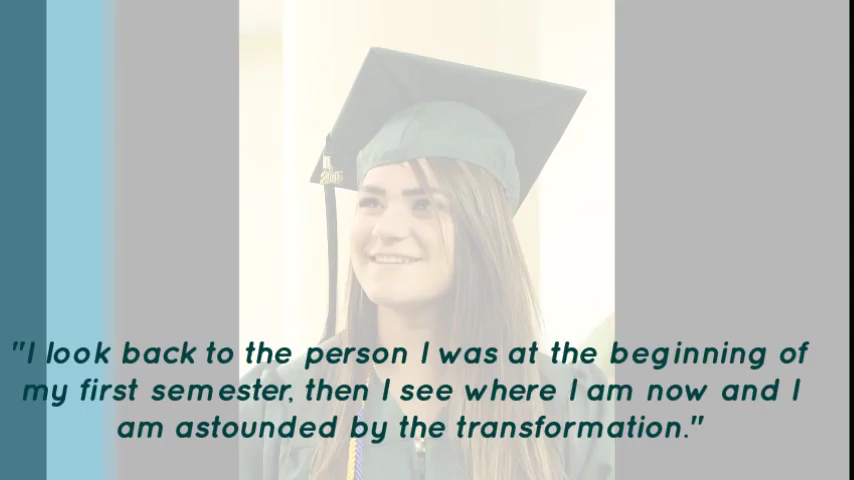 "I look back to the person I was at the beginning of
my first semester, then I see where I am now and I
am astounded by the transformation."